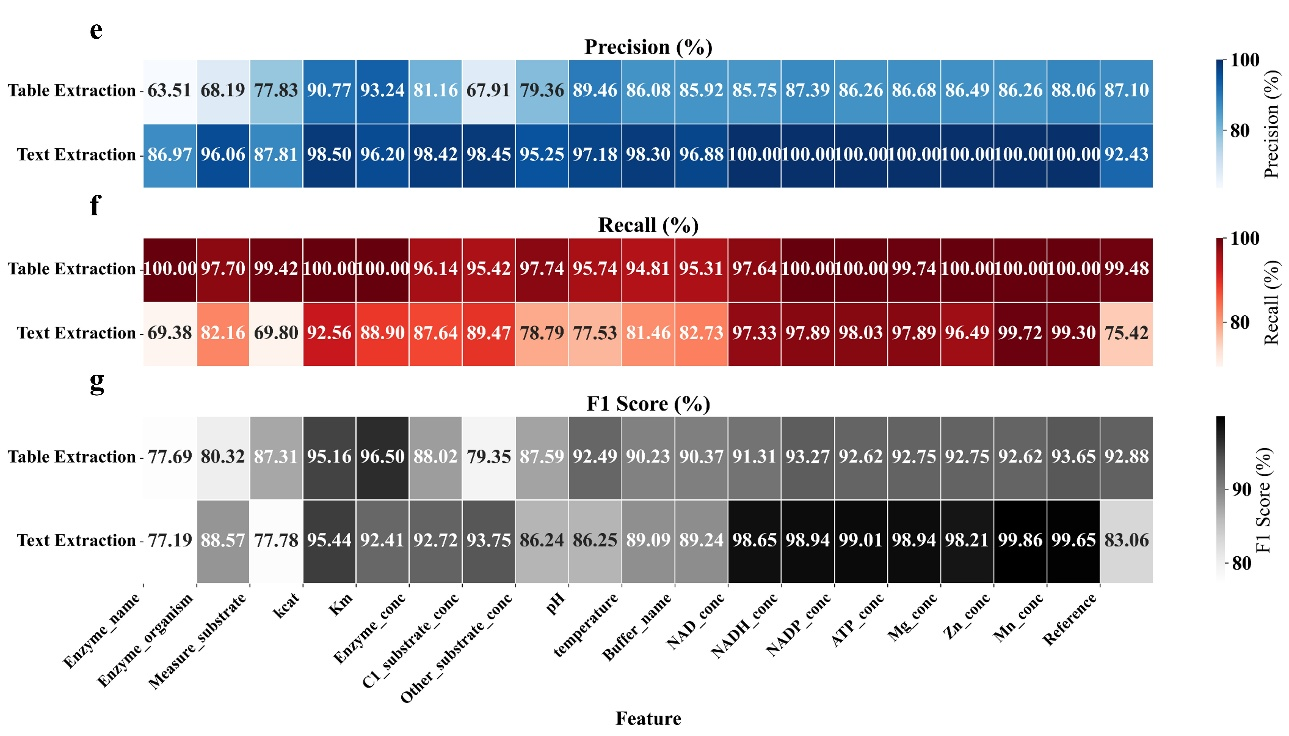 e
Precision (%)
Table Extraction 63.51 68.19 77.83 90.77 93.24 81.16 67.91 79.36 89.46 86.08 85.92 85.75 87.39 86.26 86.68 86.49 86.26 88.06 87.10
Text Extraction 86.97 96.06 87.81 98.50 96.20 98.42 98.45 95.25 97.18 98.30 96.88 100.00 100.00 100.00 100.00 100.00 100.00 100.00 92.43
100
80
Precision (%)
f
Recall (%)
Table Extraction 100.00 97.70 99.42 100.00 100.00 96.14 95.42 97.74 95.74 94.81 95.31 97.64 100.00 100.00 99.74 100.00 100.00 100.00 99.48
Text Extraction 69.38 82.16 69.80 92.56 88.90 87.64 89.47 78.79 77.53 81.46 82.73 97.33 97.89 98.03 97.89 96.49 99.72 99.30 75.42
100
80
Recall (%)
g
F1 Score (%)
Table Extraction 77.69 80.32 87.31 95.16 96.50 88.02 79.35 87.59 92.49 90.23 90.37 91.31 93.27 92.62 92.75 92.75 92.62 93.65 92.88
Text Extraction 77.19 88.57 77.78 95.44 92.41 92.72 93.75 86.24 86.25 89.09 89.24 98.65 98.94 99.01 98.94 98.21 99.86 99.65 83.06
90
80
F1 Score (%)
Enzyme_name
Enzyme_organism
Measure_substrate
kcat
Km
Enzyme_conc
C1_substrate_conc
Other_substrate_conc
pH
temperature
Buffer_name
NAD_conc
NADH_conc
NADP_conc
ATP_conc
Mg_conc
Zn_conc
Mn_conc
Reference
Feature